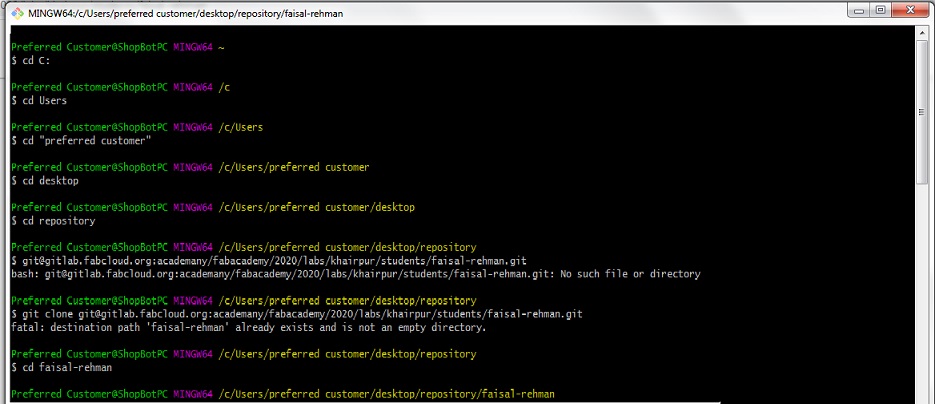 MINGW64:/c/Users/preferred customer/desktop/repository/faisal-rehman
Preferred Customer@ShopBotPC MINGW64 ~
$ cd C:
Preferred Customer@ShopBotPC MINGW64 /c
$ cd Users
Preferred Customer@ShopBotPC MINGW64 /c/Users
$ cd "preferred customer"
Preferred Customer@ShopBotPC MINGW64 /c/Users/preferred customer
$ cd desktop
Preferred Customer@ShopBotPC MINGW64 /c/Users/preferred customer/desktop
$ cd repository
Preferred Customer@ShopBotPC MINGW64 /c/Users/preferred customer/desktop/repository
$ git@gitlab.fabcloud.org:academany/fabacademy/2020/labs/khairpur/students/faisal-rehman.git
bash: git@gitlab.fabcloud.org:academany/fabacademy/2020/labs/khairpur/students/faisal-rehman.git: No such file or directory
Preferred Customer@ShopBotPC MINGW64 /c/Users/preferred customer/desktop/repository
$ git clone git@gitlab.fabcloud.org:academany/fabacademy/2020/labs/khairpur/students/faisal-rehman.git
fatal: destination path 'faisal-rehman' already exists and is not an empty directory.
Preferred Customer@ShopBotPC MINGW64 /c/Users/preferred customer/desktop/repository
$ cd faisal-rehman
Preferred Customer@ShopBotPC MINGW64 /c/Users/preferred customer/desktop/repository/faisal-rehman